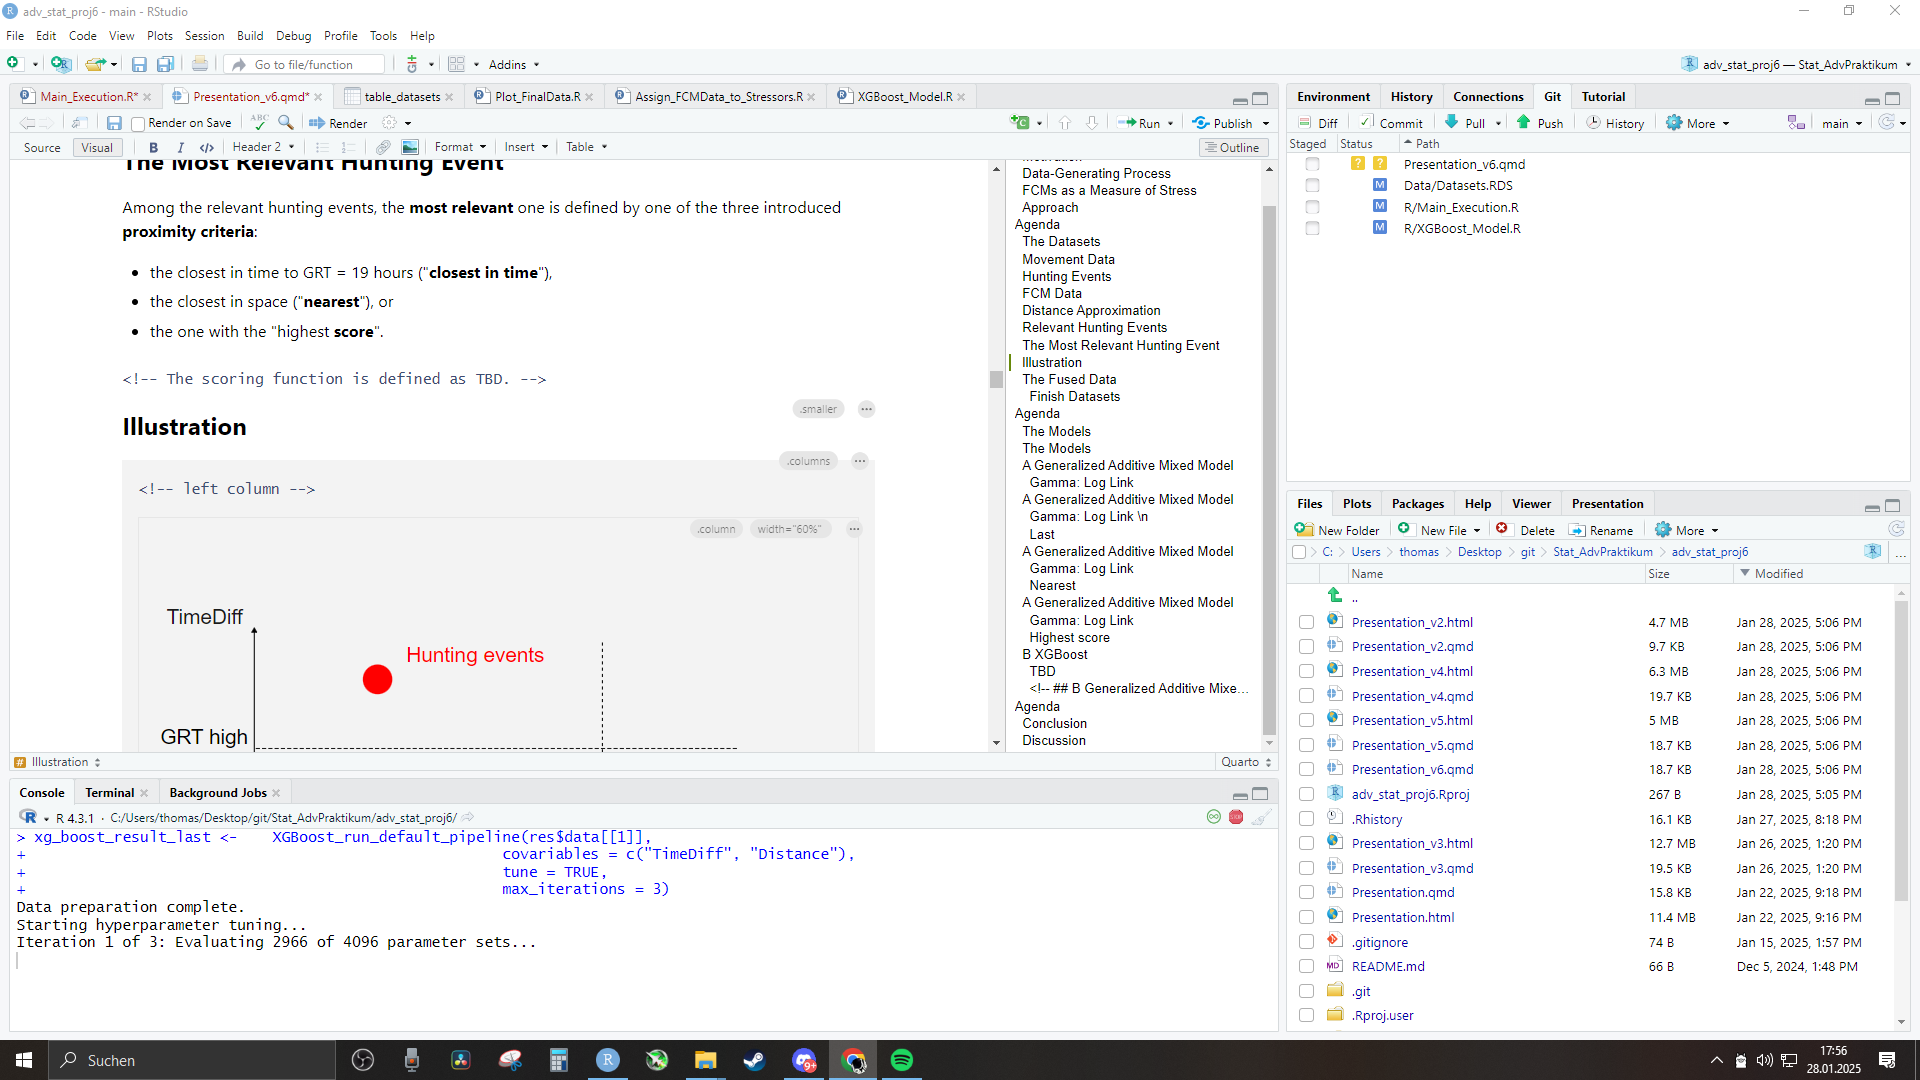 adv_stat_proj6 - main - RStudio
File Edit Code View Plots Session Build Debug Profile Tools Help
Go to file/function Addins adv_stat_proj6 — Stat_AdvPraktikum
Main_Execution.R* Presentation_v6.qmd* table_datasets Plot_FinalData.R Assign_FCMData_to_Stressors.R XGBoost_Model.R
Render on Save ABC Render Run Publish
Source Visual B I </> Header 2 Format Insert Table Outline
The Most Relevant Hunting Event
Among the relevant hunting events, the most relevant one is defined by one of the three introduced
proximity criteria:
the closest in time to GRT = 19 hours ("closest in time"),
the closest in space ("nearest"), or
the one with the "highest score".
<!-- The scoring function is defined as TBD. -->
.smaller
Illustration
.columns
<!-- left column -->
.column width="60%"
TimeDiff
Hunting events
GRT high
Motivation
Data-Generating Process
FCMs as a Measure of Stress
Approach
Agenda
The Datasets
Movement Data
Hunting Events
FCM Data
Distance Approximation
Relevant Hunting Events
The Most Relevant Hunting Event
Illustration
The Fused Data
Finish Datasets
Agenda
The Models
The Models
A Generalized Additive Mixed Model
Gamma: Log Link
A Generalized Additive Mixed Model
Gamma: Log Link \n
Last
A Generalized Additive Mixed Model
Gamma: Log Link
Nearest
A Generalized Additive Mixed Model
Gamma: Log Link
Highest score
B XGBoost
TBD
<!-- ## B Generalized Additive Mixe...
Agenda
Conclusion
Discussion
# Illustration Quarto
Console Terminal Background Jobs
R 4.3.1 · C:/Users/thomas/Desktop/git/Stat_AdvPraktikum/adv_stat_proj6/
> xg_boost_result_last <- XGBoost_run_default_pipeline(res$data[[1]],
+ covariables = c("TimeDiff", "Distance"),
+ tune = TRUE,
+ max_iterations = 3)
Data preparation complete.
Starting hyperparameter tuning...
Iteration 1 of 3: Evaluating 2966 of 4096 parameter sets...
Environment History Connections Git Tutorial
Diff Commit Pull Push History More main
Staged Status Path
? ? Presentation_v6.qmd
M Data/Datasets.RDS
M R/Main_Execution.R
M R/XGBoost_Model.R
Files Plots Packages Help Viewer Presentation
New Folder New File Delete Rename More
C: Users thomas Desktop git Stat_AdvPraktikum adv_stat_proj6 ...
Name Size Modified
..
Presentation_v2.html 4.7 MB Jan 28, 2025, 5:06 PM
Presentation_v2.qmd 9.7 KB Jan 28, 2025, 5:06 PM
Presentation_v4.html 6.3 MB Jan 28, 2025, 5:06 PM
Presentation_v4.qmd 19.7 KB Jan 28, 2025, 5:06 PM
Presentation_v5.html 5 MB Jan 28, 2025, 5:06 PM
Presentation_v5.qmd 18.7 KB Jan 28, 2025, 5:06 PM
Presentation_v6.qmd 18.7 KB Jan 28, 2025, 5:06 PM
adv_stat_proj6.Rproj 267 B Jan 28, 2025, 5:05 PM
.Rhistory 16.1 KB Jan 27, 2025, 8:18 PM
Presentation_v3.html 12.7 MB Jan 26, 2025, 1:20 PM
Presentation_v3.qmd 19.5 KB Jan 26, 2025, 1:20 PM
Presentation.qmd 15.8 KB Jan 22, 2025, 9:18 PM
Presentation.html 11.4 MB Jan 22, 2025, 9:16 PM
.gitignore 74 B Jan 15, 2025, 1:57 PM
README.md 66 B Dec 5, 2024, 1:48 PM
.git
.Rproj.user
Suchen 17:56
28.01.2025